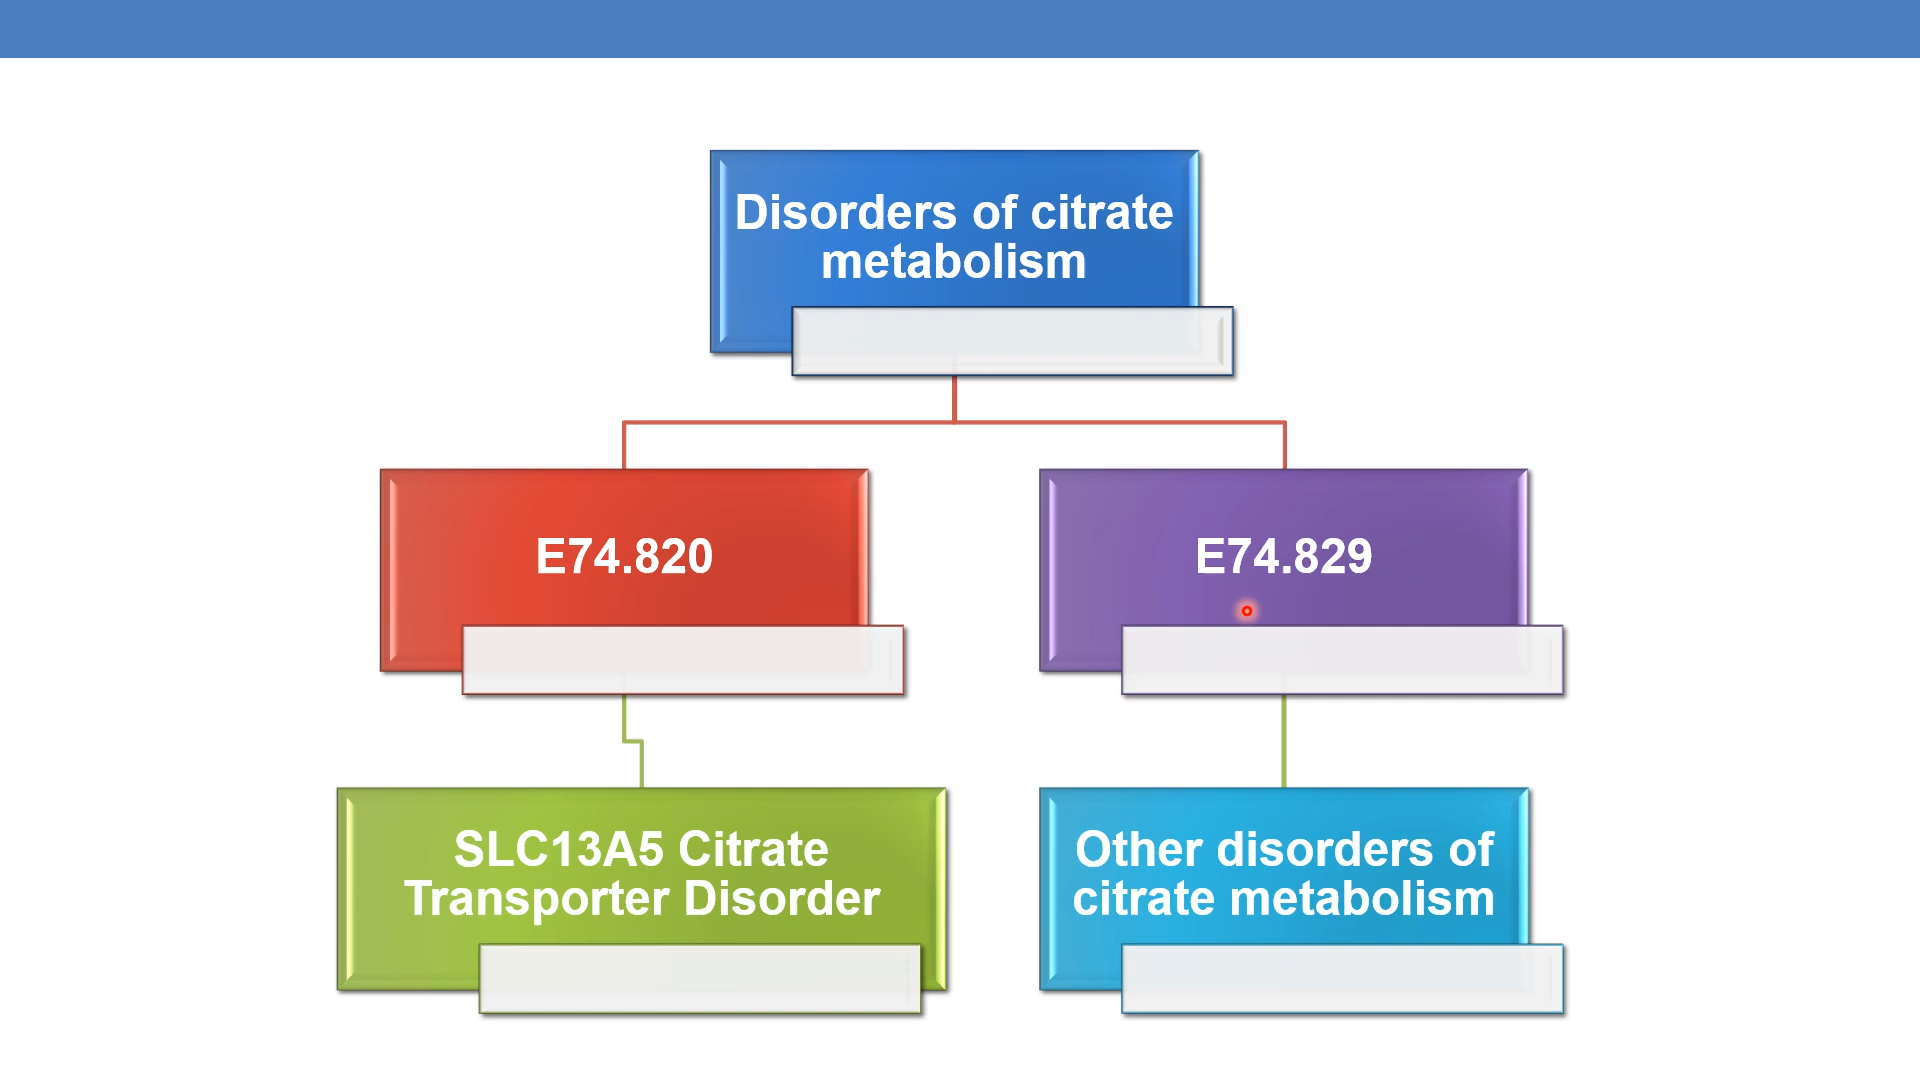 Disorders of citrate
metabolism
E74.820
E74.829
SLC13A5 Citrate
Transporter Disorder
Other disorders of
citrate metabolism